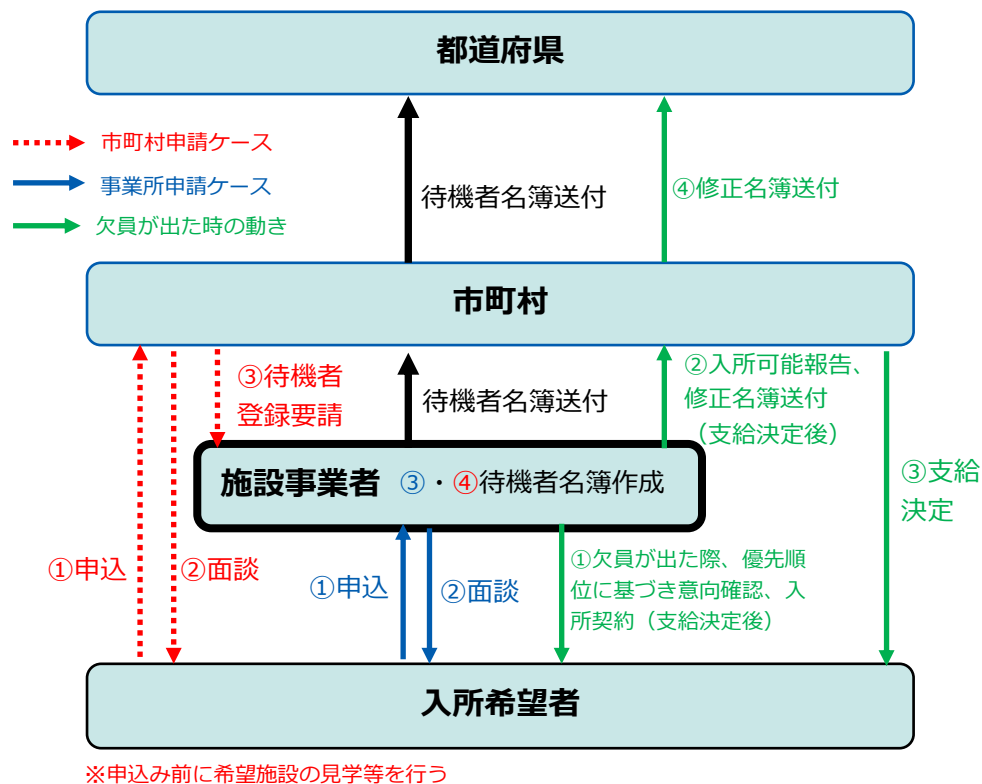 都道府県
市町村申請ケース
事業所申請ケース
欠員が出た時の動き
待機者名簿送付
④修正名簿送付
市町村
③待機者
登録要請
待機者名簿送付
②入所可能報告、
修正名簿送付
（支給決定後）
施設事業者 ③・④待機者名簿作成
③支給
決定
①申込
②面談
①申込
②面談
①欠員が出た際、優先順
位に基づき意向確認、入
所契約（支給決定後）
入所希望者
※申込み前に希望施設の見学等を行う